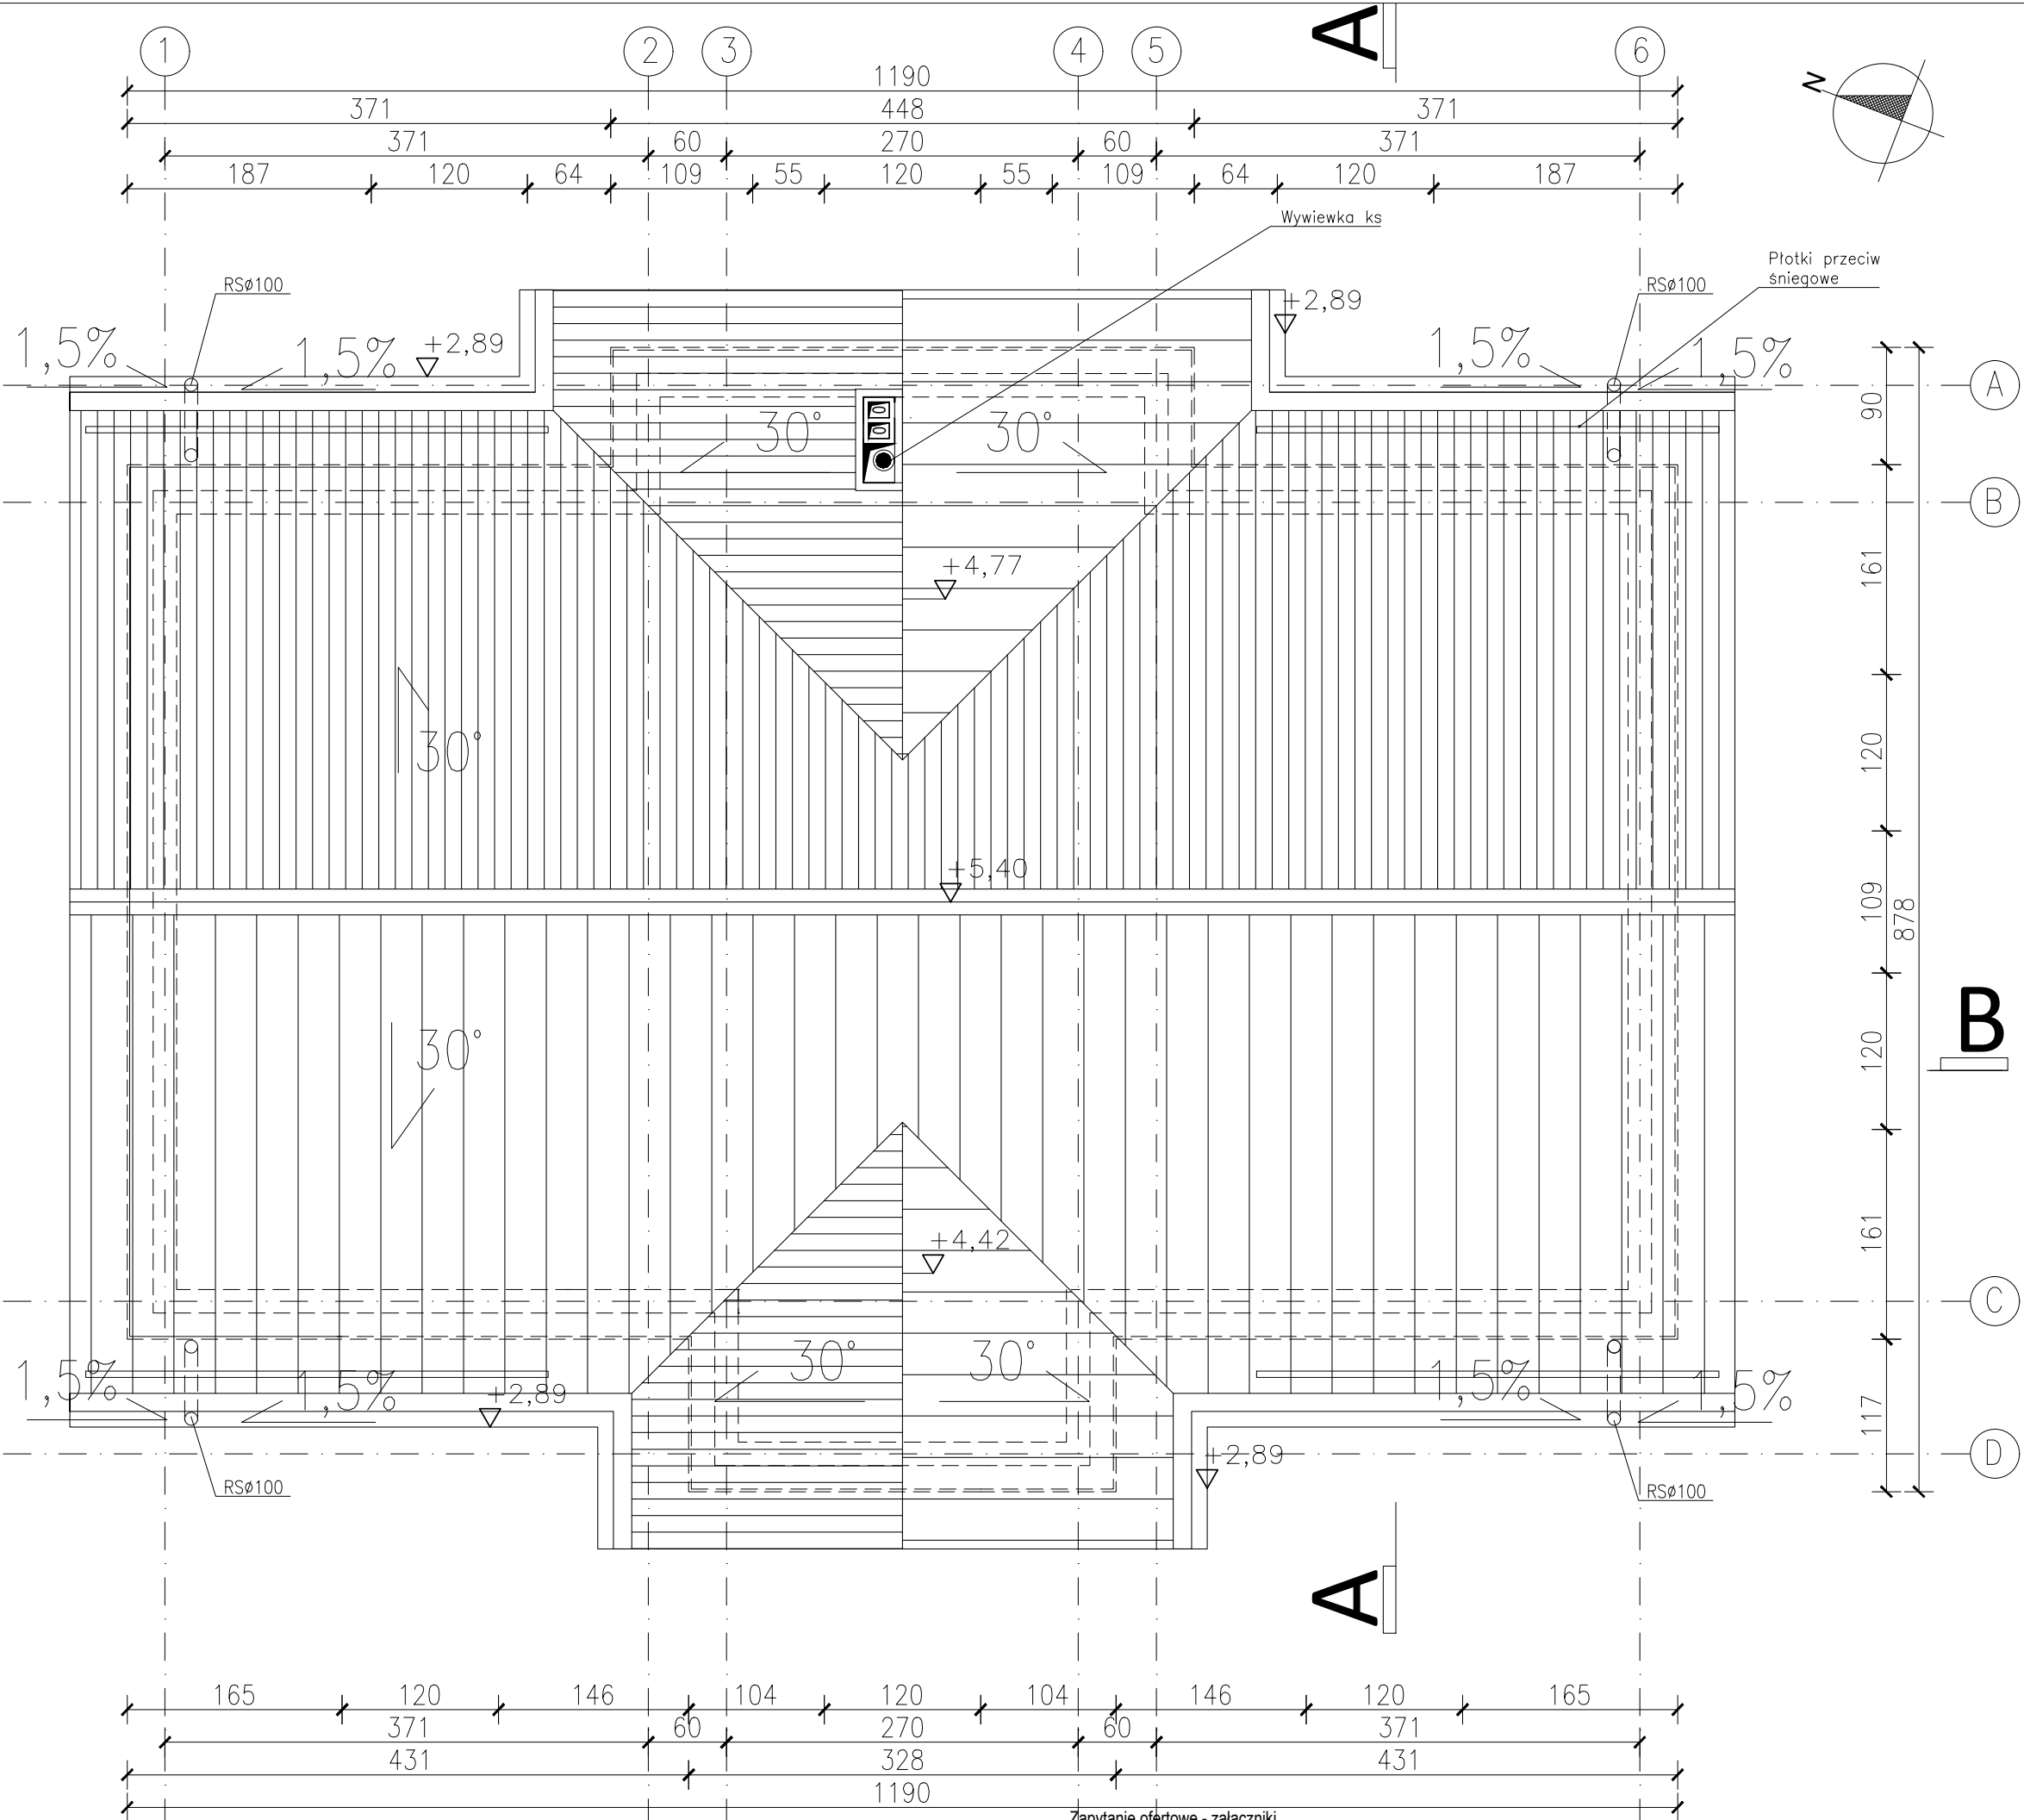 1 2 3 4 5 6
A
N
1190
371 448 371
371 60 270 60 371
187 120 64 109 55 120 55 109 64 120 187
Wywiewka ks
Płotki przeciw
śniegowe
RSø100
RSø100
+2,89
+2,89
1,5%
1,5%
1,5%
1,5%
A
90
30°
30°
B
161
+4,77
30°
120
+5,40
109
878
B
30°
120
161
+4,42
C
30°
30°
1,5%
1,5%
1,5%
1,5%
+2,89
117
+2,89
D
RSø100
RSø100
A
165 120 146 104 120 104 146 120 165
371 60 270 60 371
431 328 431
1190
Zapytanie ofertowe - załączniki